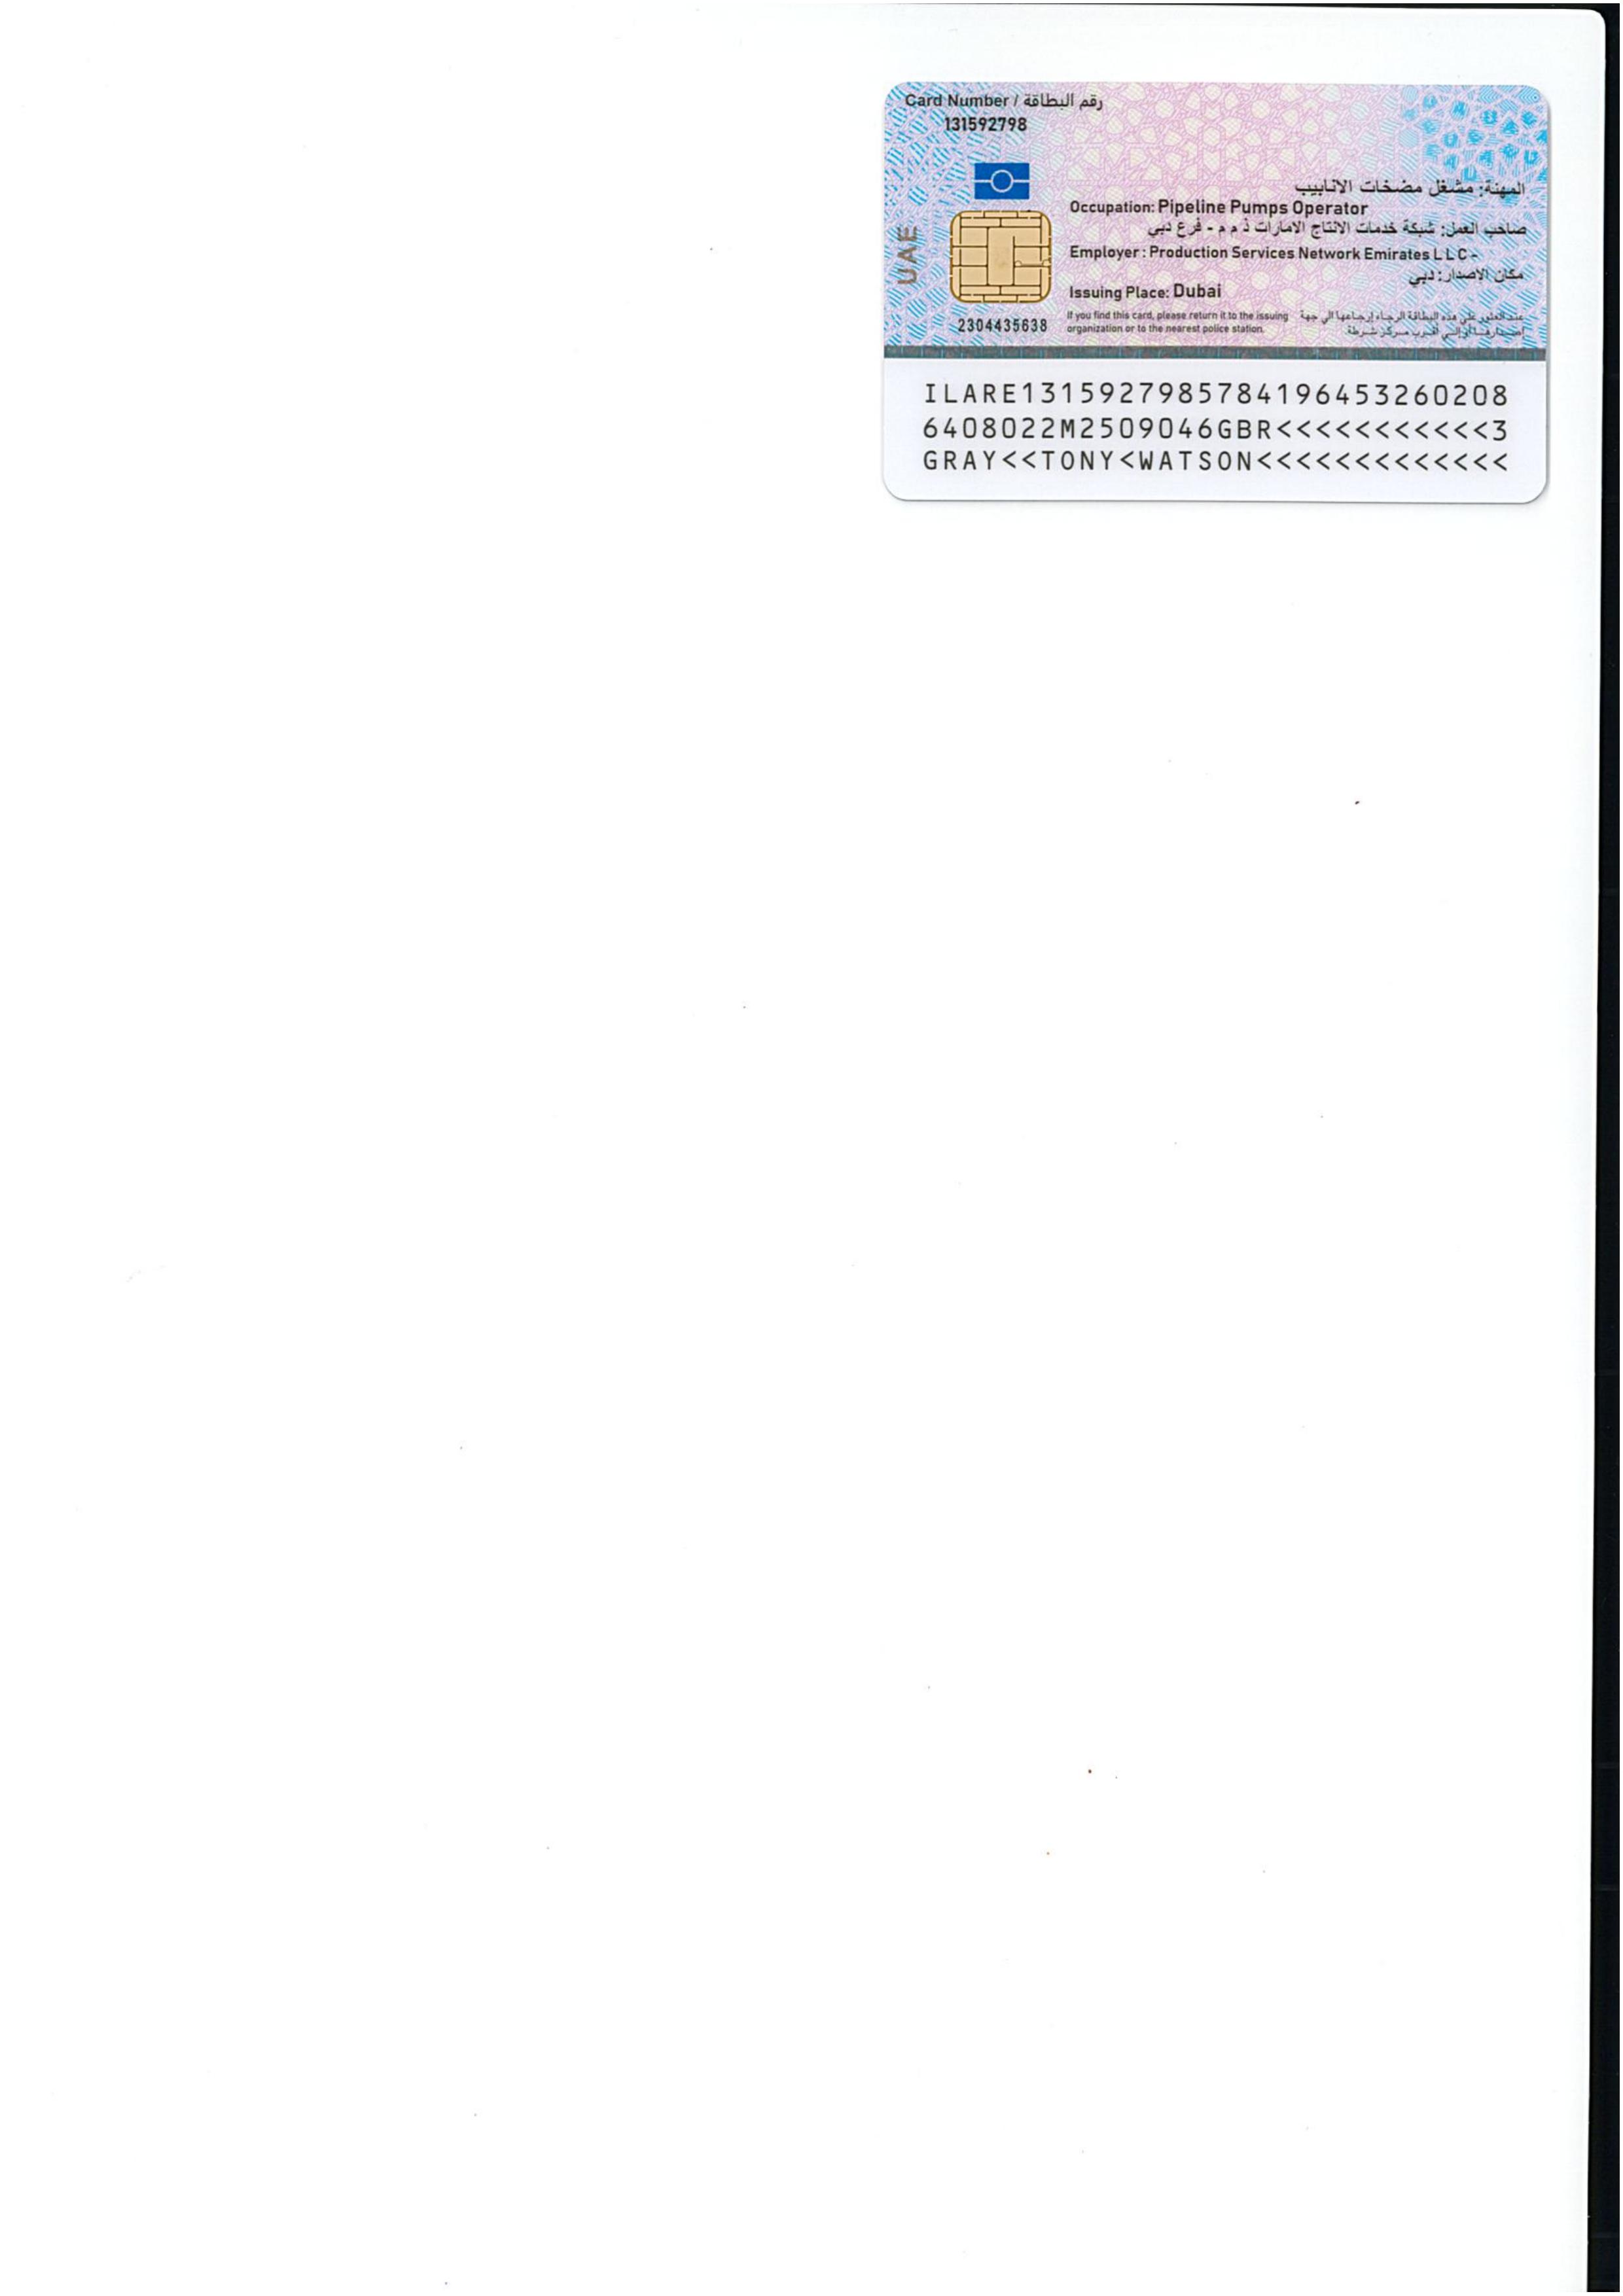 Card Number / رقم البطاقة
131592798
المهنة: مشغل مضخات الانابيب
Occupation: Pipeline Pumps Operator
صاحب العمل: شبكة خدمات الانتاج الامارات ذ م م - فرع دبي
Employer : Production Services Network Emirates L L C -
مكان الاصدار: دبي
Issuing Place: Dubai
UAE
2304435638
If you find this card, please return it to the issuing
organization or to the nearest police station.
عند العثور على هذه البطاقة الرجاء إرجاعها الى جهة
اصدارها أو إلى أقرب مركز شرطة
ILARE1315927985784196453260208
6408022M2509046GBR<<<<<<<<<<<3
GRAY<<TONY<WATSON<<<<<<<<<<<<<